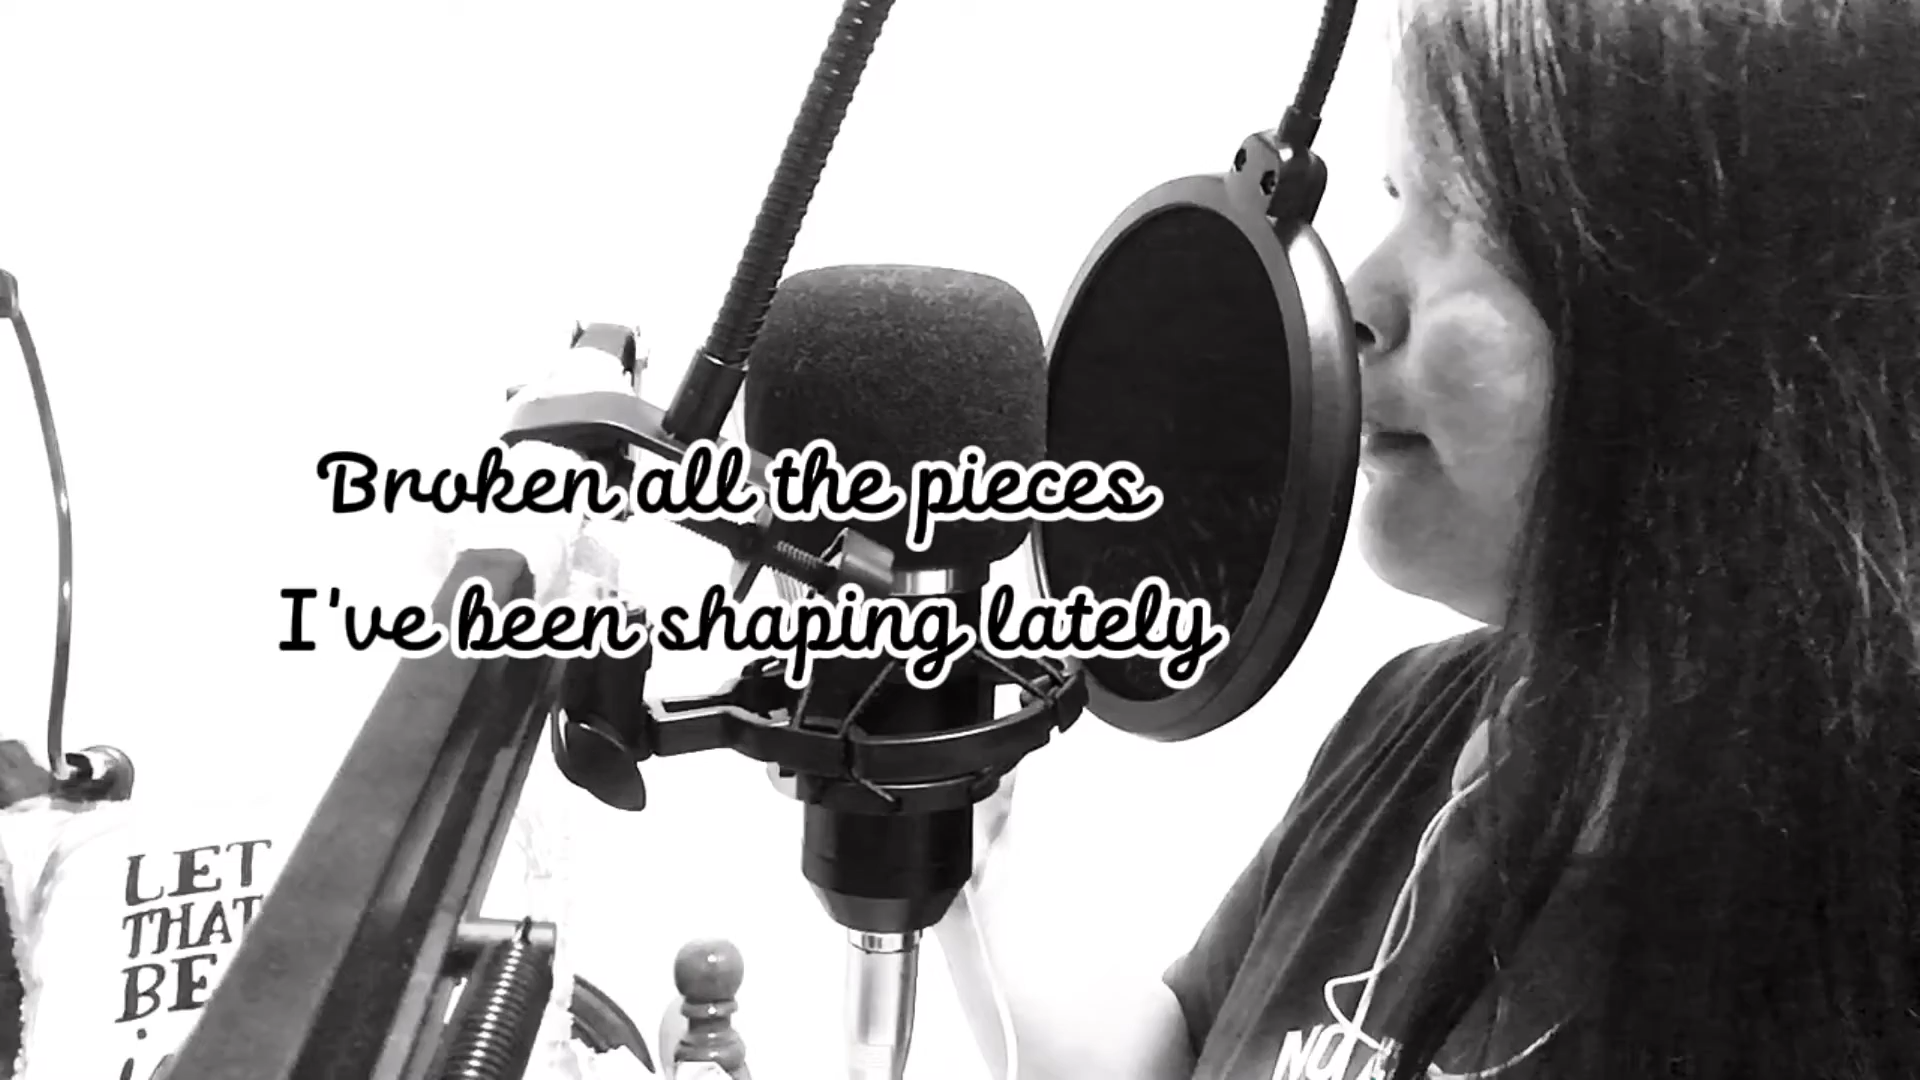 Broken all the pieces
I've been shaping lately
LET
THAT
BE